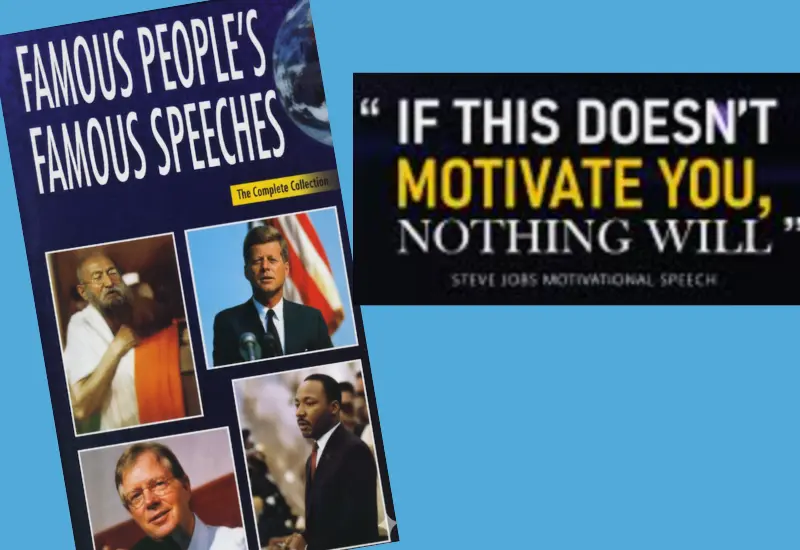 FAMOUS PEOPLE'S
FAMOUS SPEECHES
The Complete Collection
“ IF THIS DOESN'T
MOTIVATE YOU,
NOTHING WILL ”
STEVE JOBS MOTIVATIONAL SPEECH